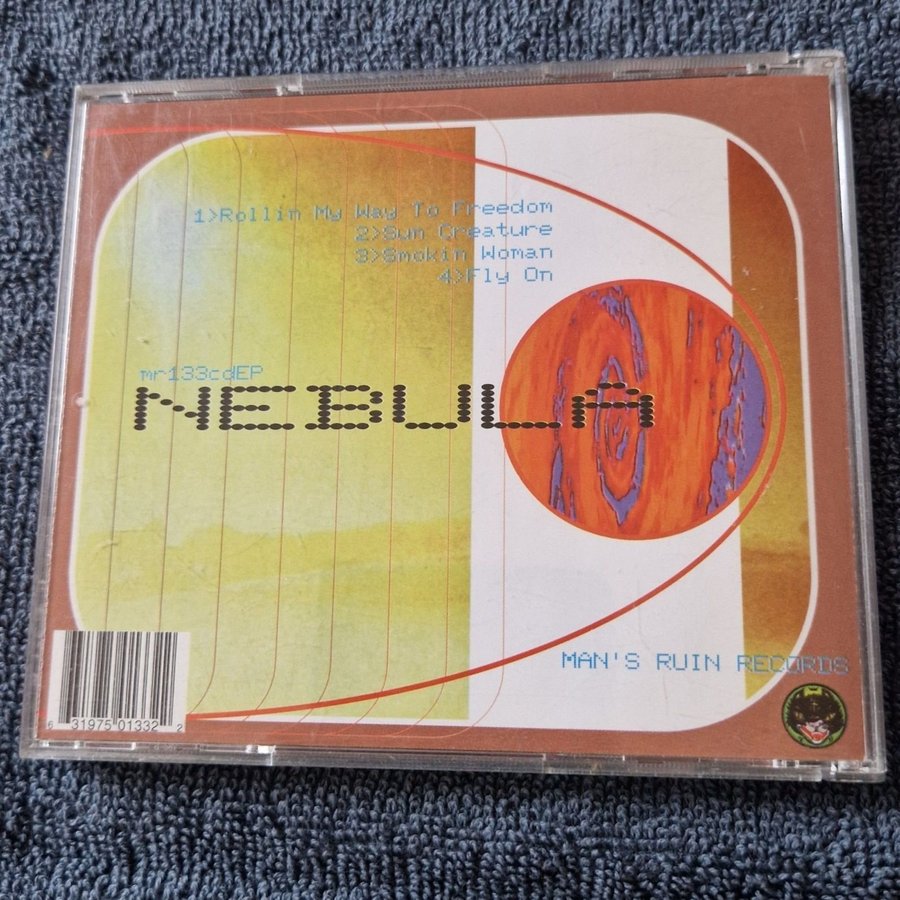 1>Rollin My Way To Freedom
2>Sun Creature
3>Smokin Woman
4>Fly On
mr133cdEP
NEBULA
MAN'S RUIN RECORDS
6 31975 01332 2